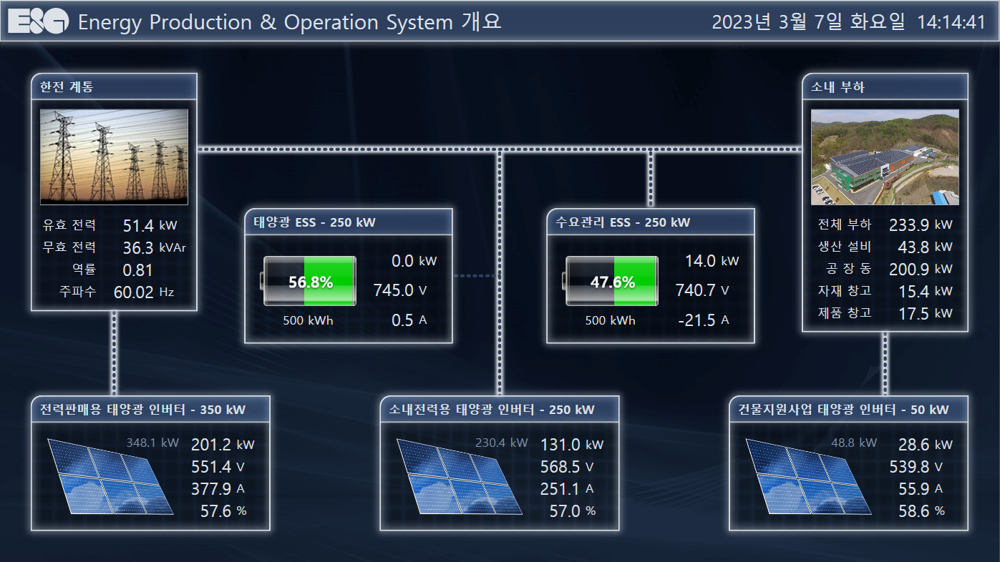 E&G Energy Production & Operation System 개요
2023년 3월 7일 화요일 14:14:41
한전 계통
유효 전력 51.4 kW
무효 전력 36.3 kVAr
역률 0.81
주파수 60.02 Hz
태양광 ESS - 250 kW
56.8%
500 kWh
0.0 kW
745.0 V
0.5 A
수요관리 ESS - 250 kW
47.6%
500 kWh
14.0 kW
740.7 V
-21.5 A
소내 부하
전체 부하 233.9 kW
생산 설비 43.8 kW
공 장 동 200.9 kW
자재 창고 15.4 kW
제품 창고 17.5 kW
전력판매용 태양광 인버터 - 350 kW
348.1 kW 201.2 kW
551.4 V
377.9 A
57.6 %
소내전력용 태양광 인버터 - 250 kW
230.4 kW 131.0 kW
568.5 V
251.1 A
57.0 %
건물지원사업 태양광 인버터 - 50 kW
48.8 kW 28.6 kW
539.8 V
55.9 A
58.6 %